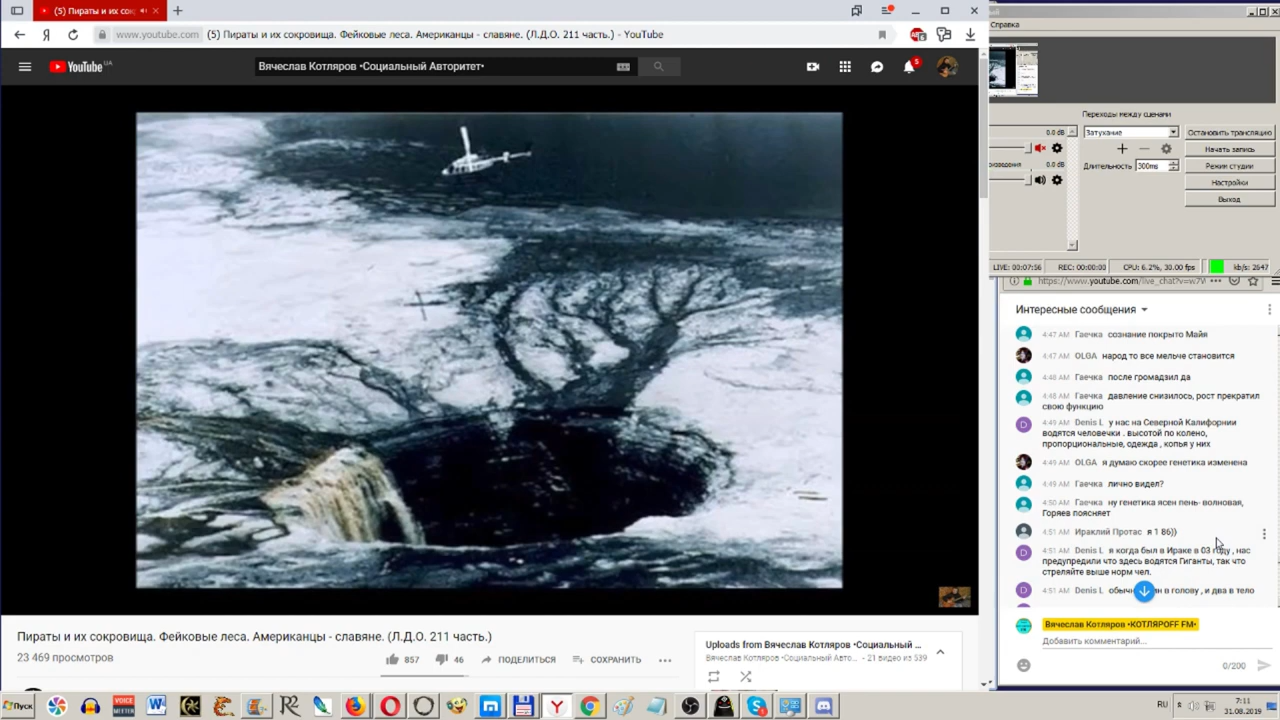 (5) Пираты и их сок
www.youtube.com (5) Пираты и их сокровища. Фейковые леса. Американцы - славяне. (Л.Д.О. 211 часть.) - YouTube
YouTube UA
Вячеслав Котляров •Социальный Авторитет•
5
Пираты и их сокровища. Фейковые леса. Американцы - славяне. (Л.Д.О. 211 часть.)
23 469 просмотров
857
46
ПОДЕЛИТЬСЯ
СОХРАНИТЬ
Uploads from Вячеслав Котляров •Социальный ...
Вячеслав Котляров •Социальный Авто... - 21 видео из 539
Справка
Переходы между сценами
0.0 dB
Затухание
Остановить трансляцию
Начать запись
0.0 dB
Длительность
300ms
Режим студии
Настройки
Выход
LIVE: 00:07:56
REC: 00:00:00
CPU: 6.2%, 30.00 fps
kb/s: 2647
https://www.youtube.com/live_chat?v=w7
Интересные сообщения
4:47 AM Гаечка сознание покрыто Майя
4:47 AM OLGA народ то все мельче становится
4:48 AM Гаечка после громадзил да
4:48 AM Гаечка давление снизилось, рост прекратил
свою функцию
4:49 AM Denis L у нас на Северной Калифорнии
водятся человечки . высотой по колено,
пропорциональные, одежда , копья у них
4:49 AM OLGA я думаю скорее генетика изменена
4:49 AM Гаечка лично видел?
4:50 AM Гаечка ну генетика ясен пень- волновая,
Горяев поясняет
4:51 AM Ираклий Протас я 1 86))
4:51 AM Denis L я когда был в Ираке в 03 году , нас
предупредили что здесь водятся Гиганты, так что
стреляйте выше норм чел.
4:51 AM Denis L в голову , и два в тело
Вячеслав Котляров •КОТЛЯРOFF FM•
Добавить комментарий...
0/200
Пуск
VOICE
MEETER
RU
7:11
31.08.2019